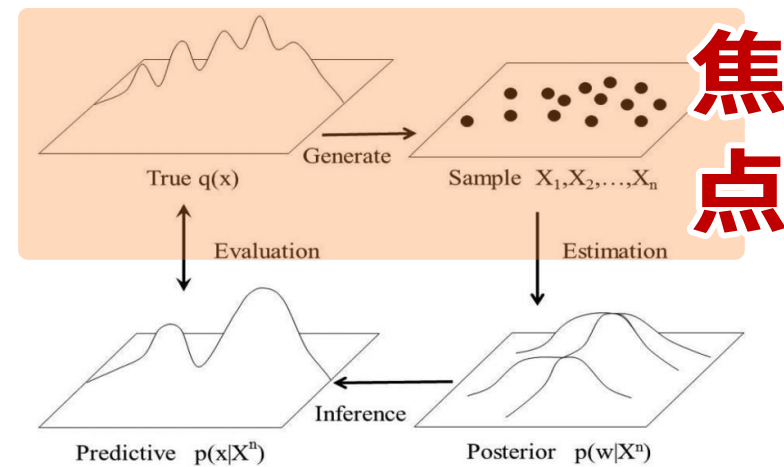 焦
点
Generate
True q(x)
Sample X₁,X₂,…,Xₙ
Evaluation
Estimation
Inference
Predictive p(x|Xⁿ)
Posterior p(w|Xⁿ)